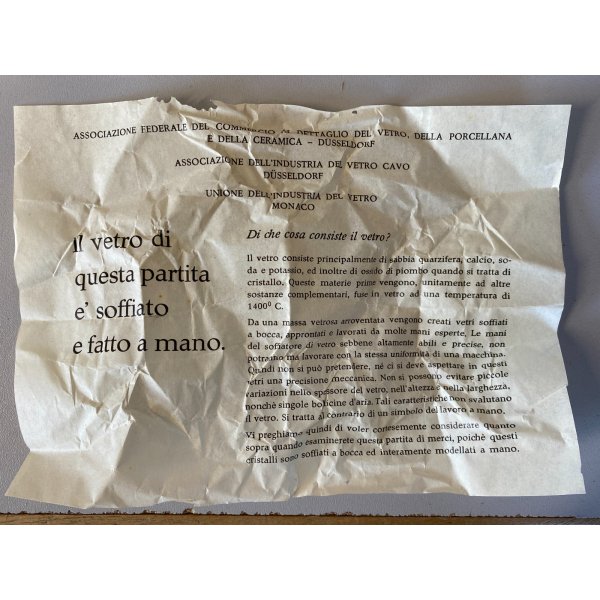 ASSOCIAZIONE FEDERALE DEL COMMERCIO AL DETTAGLIO DEL VETRO, DELLA PORCELLANA
E DELLA CERAMICA – DUSSELDORF
ASSOCIAZIONE DELL'INDUSTRIA DEL VETRO CAVO
DÜSSELDORF
UNIONE DELL'INDUSTRIA DEL VETRO
MONACO
Il vetro di
questa partita
e' soffiato
e fatto a mano.
Di che cosa consiste il vetro?
Il vetro consiste principalmente di sabbia quarzifera, calcio, so-
da e potassio, ed inoltre di ossido di piombo quando si tratta di
cristallo. Queste materie prime vengono, unitamente ad altre
sostanze complementari, fuse in vetro ad una temperatura di
1400⁰ C.
Da una massa vetrosa arroventata vengono creati vetri soffiati
a bocca, approntati e lavorati da molte mani esperte. Le mani
del soffiatore di vetro sebbene altamente abili e precise, non
potranno mai lavorare con la stessa uniformità di una macchina.
Quindi non si può pretendere, né ci si deve aspettare in questi
vetri una precisione meccanica. Non si possono evitare piccole
variazioni nello spessore del vetro, nell'altezza e nella larghezza,
nonchè singole bollicine d'aria. Tali caratteristiche non svalutano
il vetro. Si tratta al contrario di un simbolo del lavoro a mano.
Vi preghiamo quindi di voler cortesemente considerare quanto
sopra quando esaminerete questa partita di merci, poichè questi
cristalli sono soffiati a bocca ed interamente modellati a mano.